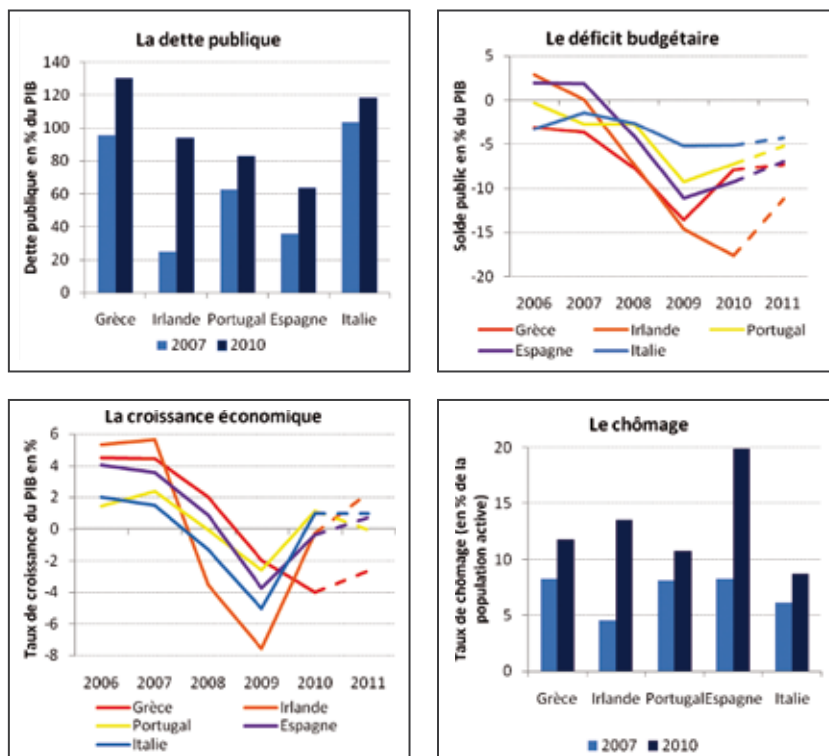 La dette publique
Dette publique en % du PIB
140
120
100
80
60
40
20
0
Grèce Irlande Portugal Espagne Italie
2007 2010
Le déficit budgétaire
Solde public en % du PIB
5
0
-5
-10
-15
-20
2006 2007 2008 2009 2010 2011
Grèce Irlande Portugal
Espagne Italie
La croissance économique
Taux de croissance du PIB en %
6
4
2
0
-2
-4
-6
-8
2006 2007 2008 2009 2010 2011
Grèce Irlande
Portugal Espagne
Italie
Le chômage
Taux de chômage (en % de la
population active)
20
15
10
5
0
Grèce Irlande Portugal Espagne Italie
2007 2010